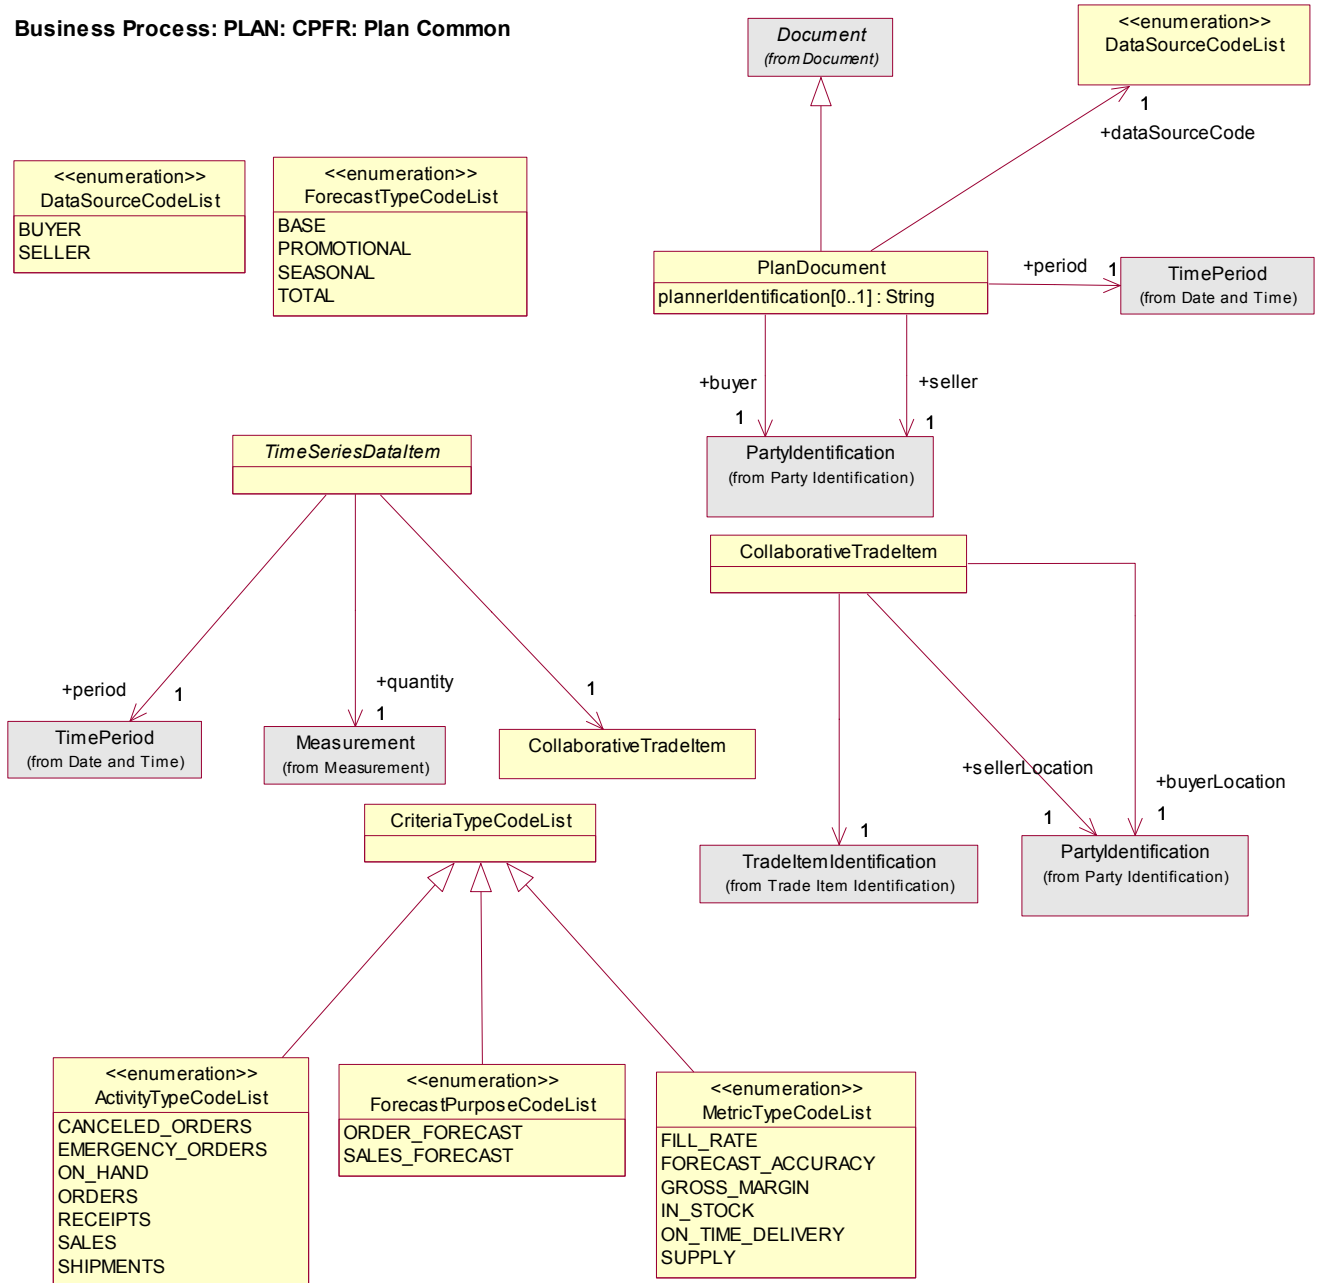 Business Process: PLAN: CPFR: Plan Common
Document
(from Document)
<<enumeration>>
DataSourceCodeList
1
+dataSourceCode
<<enumeration>>
DataSourceCodeList
BUYER
SELLER
<<enumeration>>
ForecastTypeCodeList
BASE
PROMOTIONAL
SEASONAL
TOTAL
PlanDocument
plannerIdentification[0..1] : String
+period
1
TimePeriod
(from Date and Time)
+buyer
1
+seller
1
PartyIdentification
(from Party Identification)
TimeSeriesDataItem
+period
1
+quantity
1
1
TimePeriod
(from Date and Time)
Measurement
(from Measurement)
CollaborativeTradeItem
CollaborativeTradeItem
+sellerLocation
1
+buyerLocation
1
1
TradeItemIdentification
(from Trade Item Identification)
PartyIdentification
(from Party Identification)
CriteriaTypeCodeList
<<enumeration>>
ActivityTypeCodeList
CANCELED_ORDERS
EMERGENCY_ORDERS
ON_HAND
ORDERS
RECEIPTS
SALES
SHIPMENTS
<<enumeration>>
ForecastPurposeCodeList
ORDER_FORECAST
SALES_FORECAST
<<enumeration>>
MetricTypeCodeList
FILL_RATE
FORECAST_ACCURACY
GROSS_MARGIN
IN_STOCK
ON_TIME_DELIVERY
SUPPLY